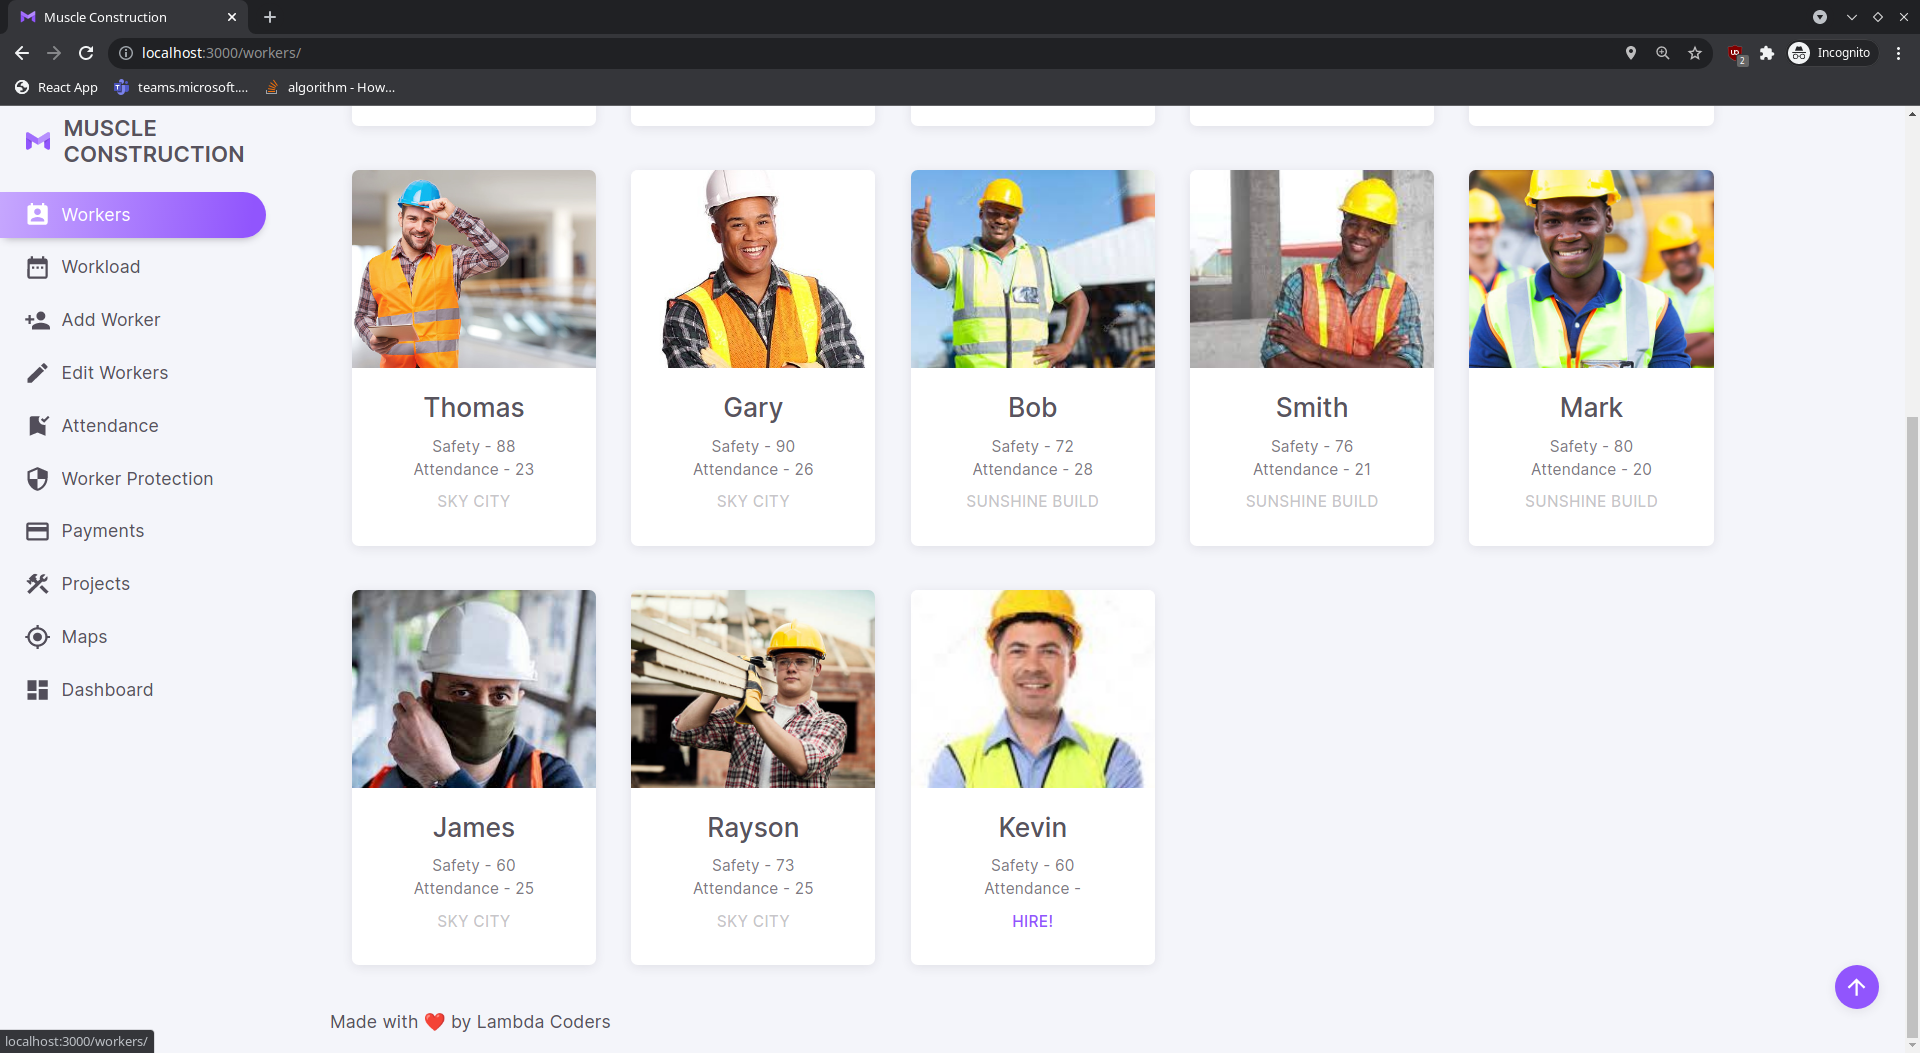 Muscle Construction
localhost:3000/workers/
2
Incognito
React App
teams.microsoft....
algorithm - How...
MUSCLE
CONSTRUCTION
Workers
Workload
Add Worker
Edit Workers
Attendance
Worker Protection
Payments
Projects
Maps
Dashboard
Thomas
Safety - 88
Attendance - 23
SKY CITY
Gary
Safety - 90
Attendance - 26
SKY CITY
Bob
Safety - 72
Attendance - 28
SUNSHINE BUILD
Smith
Safety - 76
Attendance - 21
SUNSHINE BUILD
Mark
Safety - 80
Attendance - 20
SUNSHINE BUILD
James
Safety - 60
Attendance - 25
SKY CITY
Rayson
Safety - 73
Attendance - 25
SKY CITY
Kevin
Safety - 60
Attendance -
HIRE!
Made with ❤️ by Lambda Coders
localhost:3000/workers/